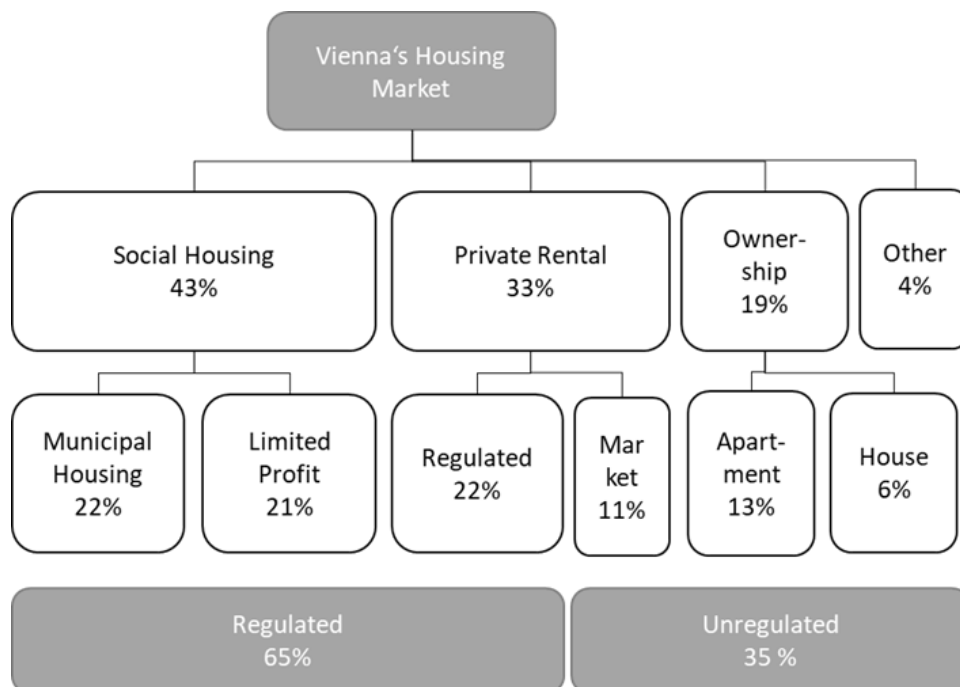 Vienna‘s Housing
Market
Social Housing
43%
Private Rental
33%
Owner-
ship
19%
Other
4%
Municipal
Housing
22%
Limited
Profit
21%
Regulated
22%
Mar
ket
11%
Apart-
ment
13%
House
6%
Regulated
65%
Unregulated
35 %